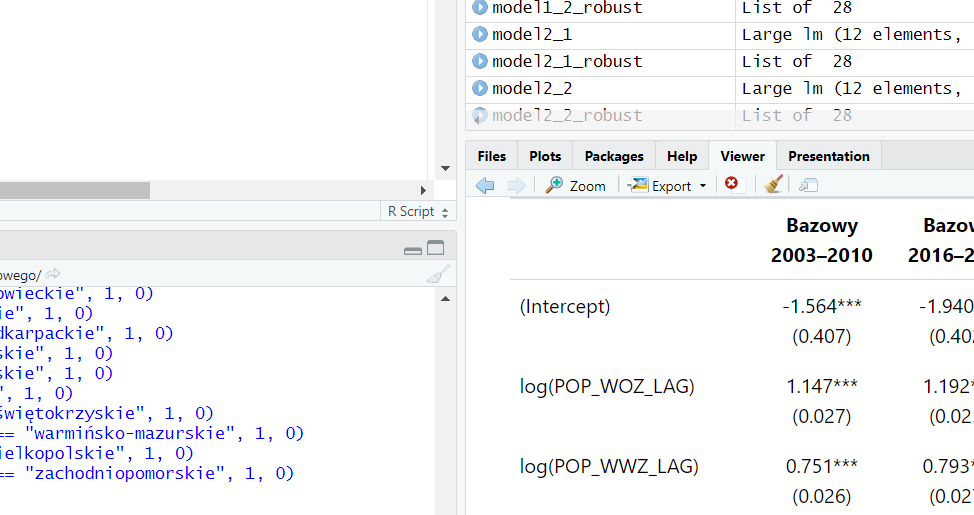 model1_2_robust List of 28
model2_1 Large lm (12 elements,
model2_1_robust List of 28
model2_2 Large lm (12 elements,
model2_2_robust List of 28
Files Plots Packages Help Viewer Presentation
Zoom Export
R Script
Bazowy Bazow
2003–2010 2016–2
(Intercept) -1.564*** -1.940
(0.407) (0.402
log(POP_WOZ_LAG) 1.147*** 1.192*
(0.027) (0.02
log(POP_WWZ_LAG) 0.751*** 0.793*
(0.026) (0.027
owego/
owieckie", 1, 0)
ie", 1, 0)
dkarpackie", 1, 0)
skie", 1, 0)
skie", 1, 0)
", 1, 0)
świętokrzyskie", 1, 0)
== "warmińsko-mazurskie", 1, 0)
ielkopolskie", 1, 0)
== "zachodniopomorskie", 1, 0)